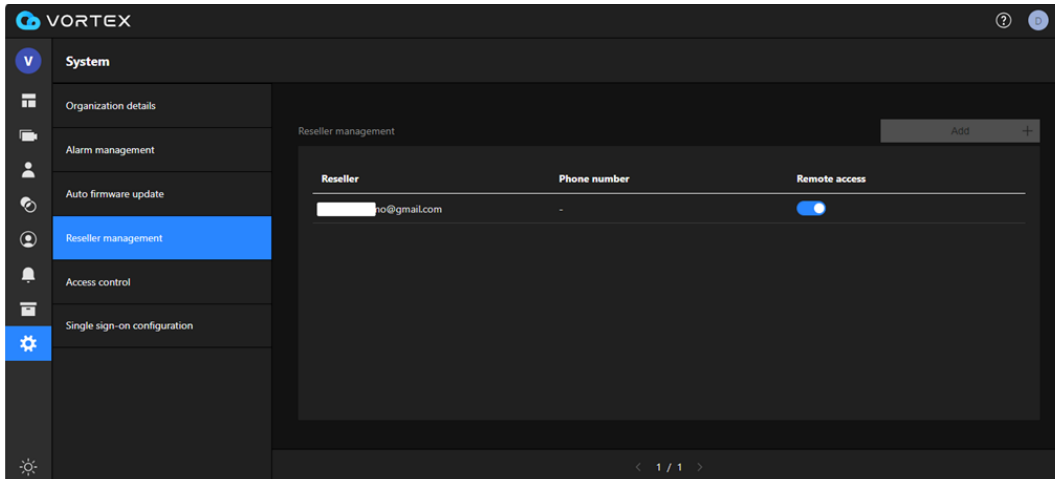 VORTEX
?
D
V
System
Organization details
Alarm management
Auto firmware update
Reseller management
Access control
Single sign-on configuration
Reseller management
Add +
Reseller Phone number Remote access
no@gmail.com -
< 1 / 1 >